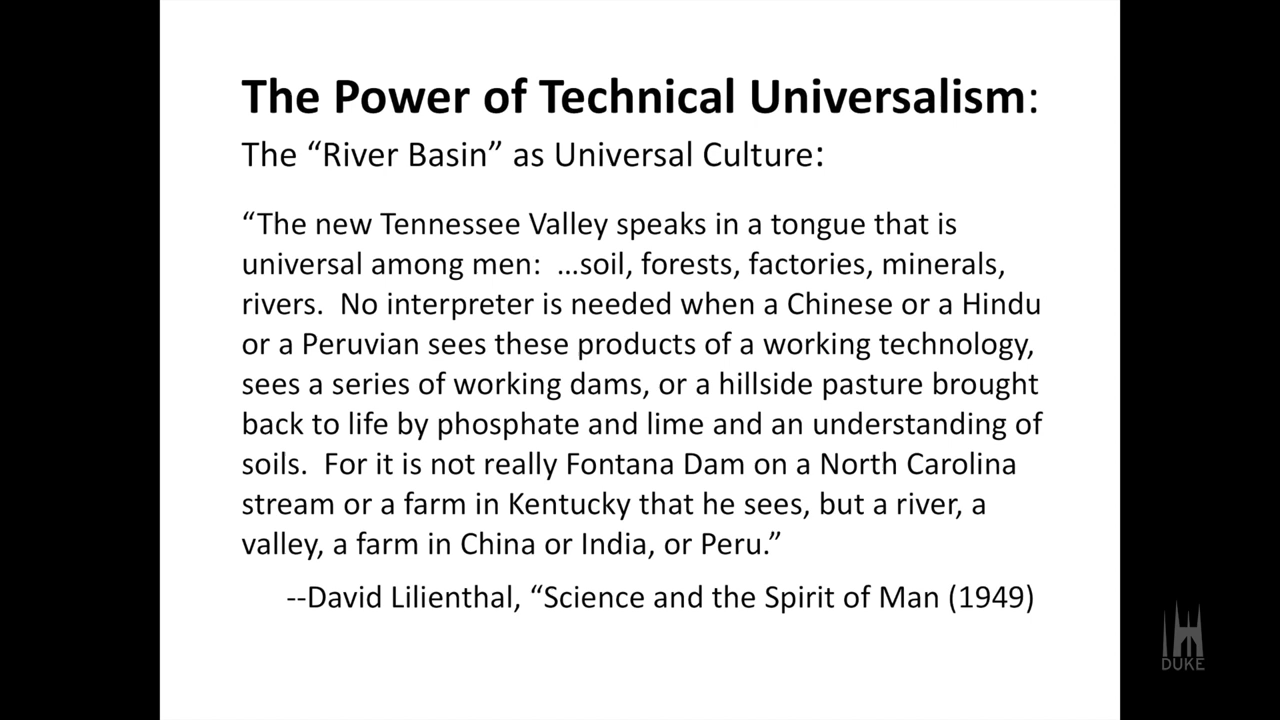 The Power of Technical Universalism:
The “River Basin” as Universal Culture:
“The new Tennessee Valley speaks in a tongue that is
universal among men:  …soil, forests, factories, minerals,
rivers.  No interpreter is needed when a Chinese or a Hindu
or a Peruvian sees these products of a working technology,
sees a series of working dams, or a hillside pasture brought
back to life by phosphate and lime and an understanding of
soils.  For it is not really Fontana Dam on a North Carolina
stream or a farm in Kentucky that he sees, but a river, a
valley, a farm in China or India, or Peru.”
--David Lilienthal, “Science and the Spirit of Man (1949)
DUKE